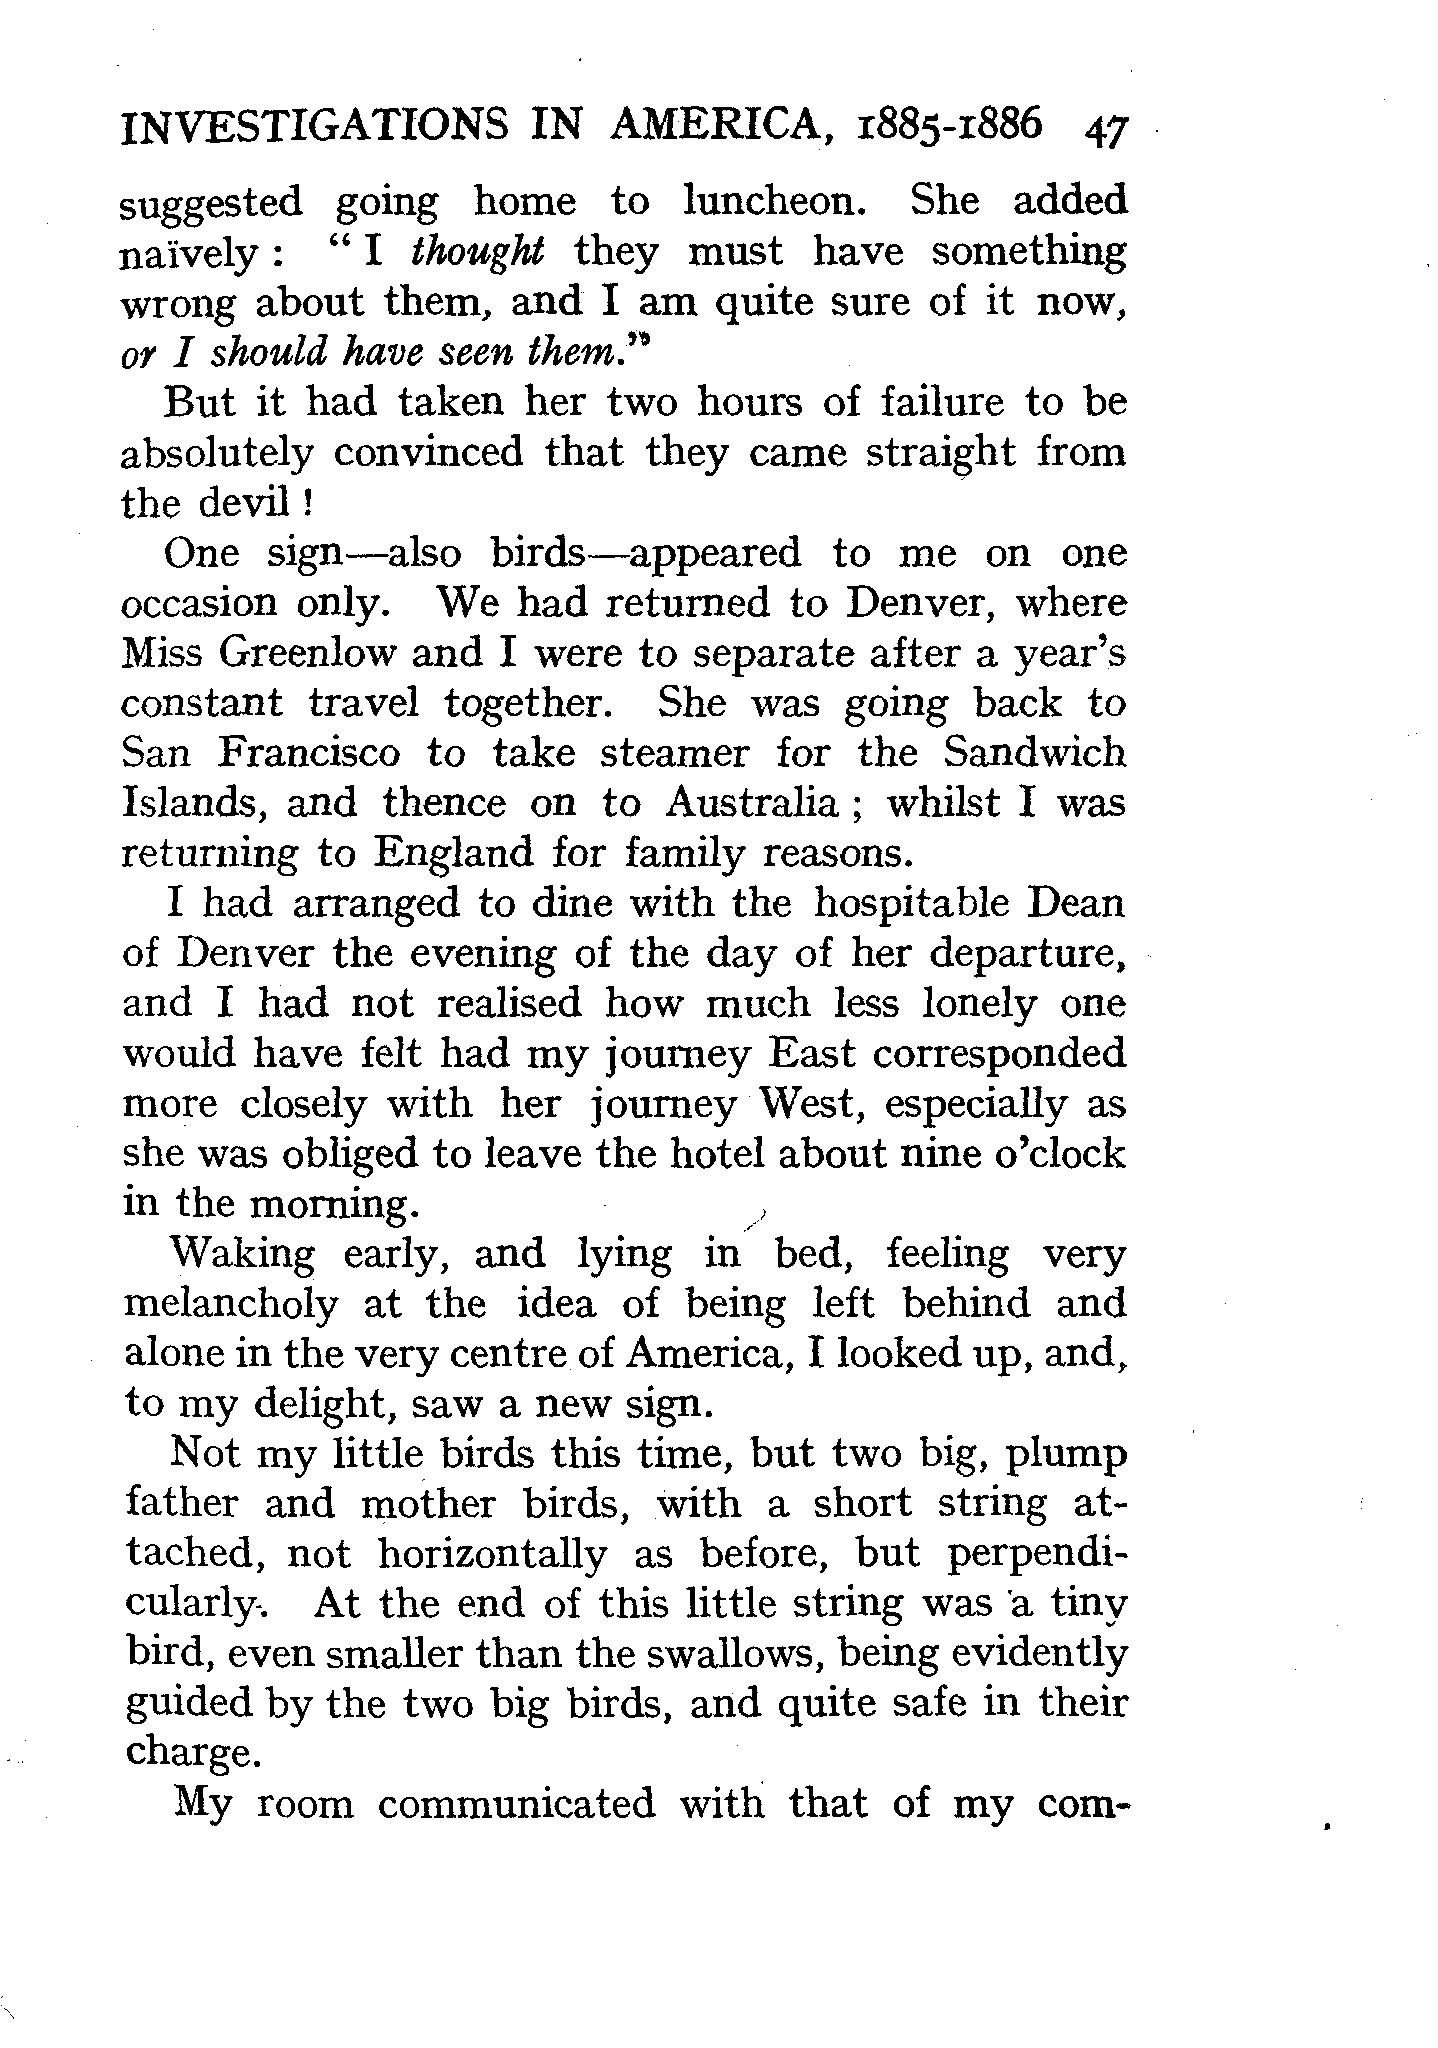 INVESTIGATIONS IN AMERICA, 1885-1886 47
suggested going home to luncheon. She added
naïvely : “ I thought they must have something
wrong about them, and I am quite sure of it now,
or I should have seen them.”
But it had taken her two hours of failure to be
absolutely convinced that they came straight from
the devil !
One sign—also birds—appeared to me on one
occasion only. We had returned to Denver, where
Miss Greenlow and I were to separate after a year’s
constant travel together. She was going back to
San Francisco to take steamer for the Sandwich
Islands, and thence on to Australia ; whilst I was
returning to England for family reasons.
I had arranged to dine with the hospitable Dean
of Denver the evening of the day of her departure,
and I had not realised how much less lonely one
would have felt had my journey East corresponded
more closely with her journey West, especially as
she was obliged to leave the hotel about nine o’clock
in the morning.
Waking early, and lying in bed, feeling very
melancholy at the idea of being left behind and
alone in the very centre of America, I looked up, and,
to my delight, saw a new sign.
Not my little birds this time, but two big, plump
father and mother birds, with a short string at-
tached, not horizontally as before, but perpendi-
cularly. At the end of this little string was a tiny
bird, even smaller than the swallows, being evidently
guided by the two big birds, and quite safe in their
charge.
My room communicated with that of my com-